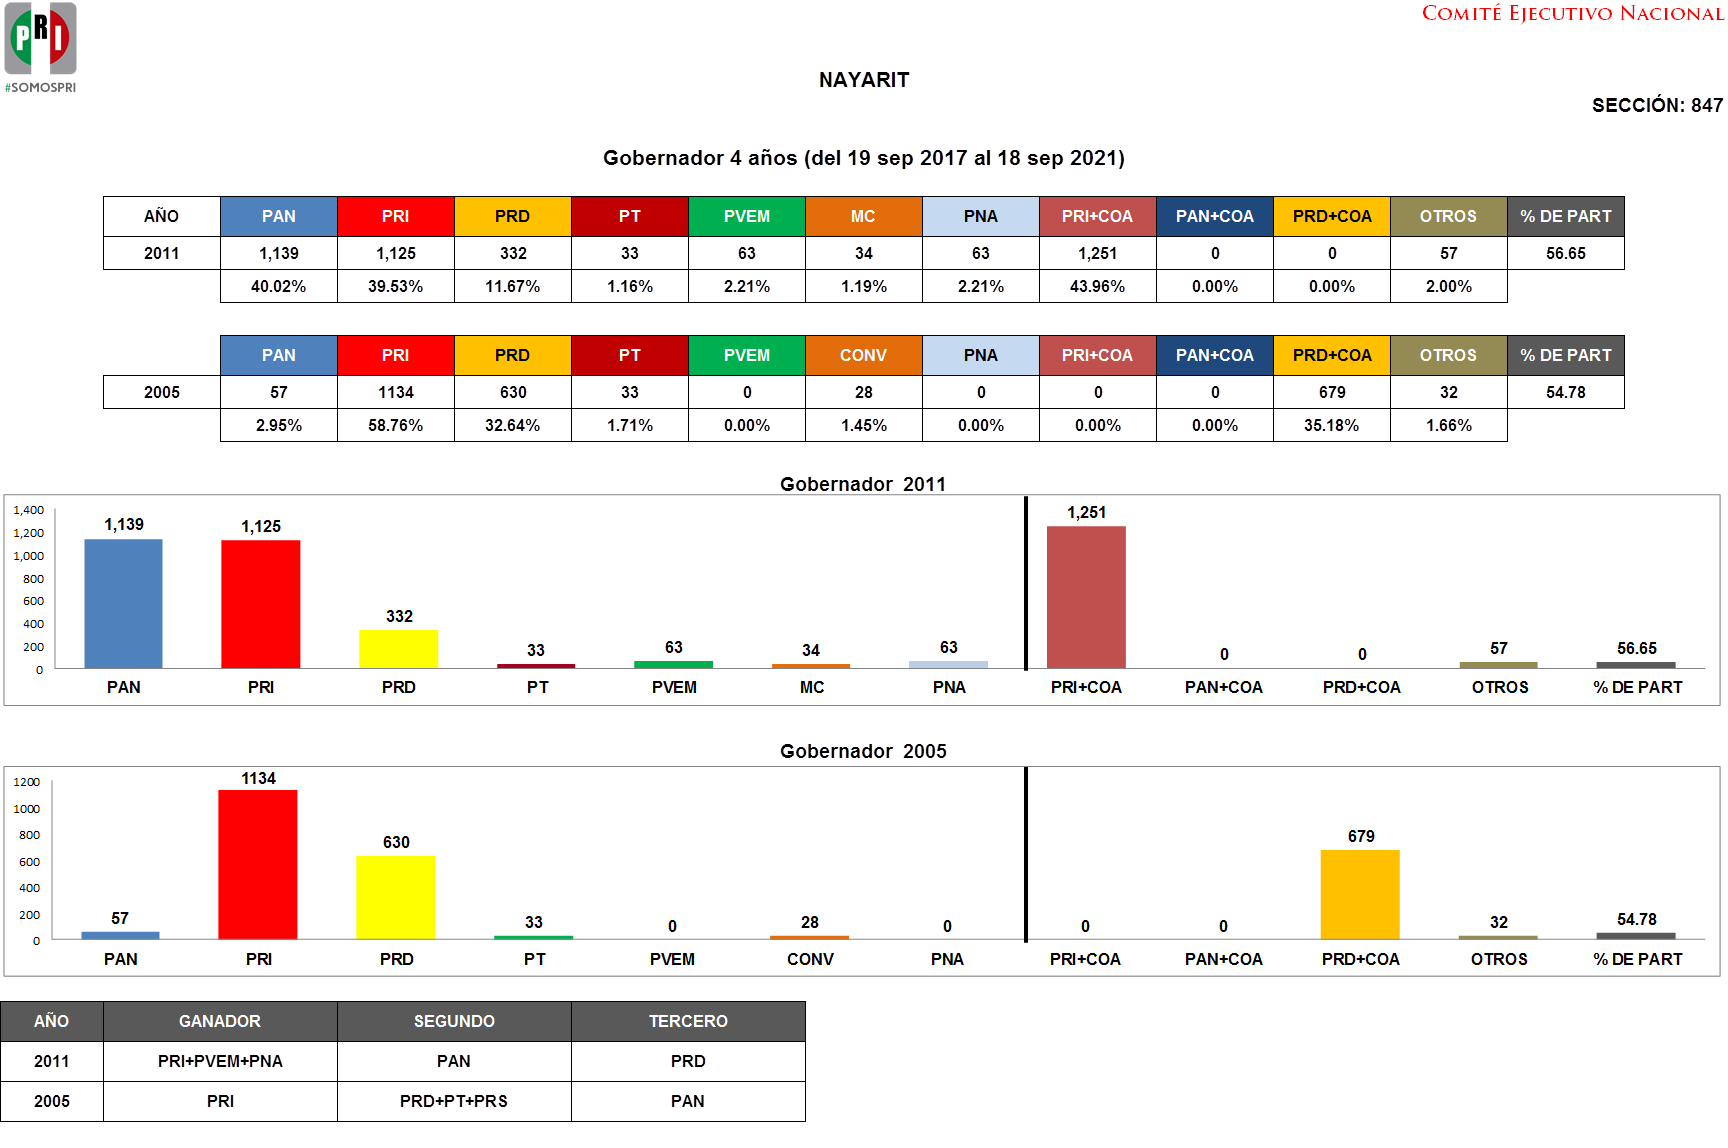 PRI
#SOMOSPRI
COMITÉ EJECUTIVO NACIONAL
NAYARIT
SECCIÓN: 847
Gobernador 4 años (del 19 sep 2017 al 18 sep 2021)
AÑO PAN PRI PRD PT PVEM MC PNA PRI+COA PAN+COA PRD+COA OTROS % DE PART
2011 1,139 1,125 332 33 63 34 63 1,251 0 0 57 56.65
40.02% 39.53% 11.67% 1.16% 2.21% 1.19% 2.21% 43.96% 0.00% 0.00% 2.00%
PAN PRI PRD PT PVEM CONV PNA PRI+COA PAN+COA PRD+COA OTROS % DE PART
2005 57 1134 630 33 0 28 0 0 0 679 32 54.78
2.95% 58.76% 32.64% 1.71% 0.00% 1.45% 0.00% 0.00% 0.00% 35.18% 1.66%
Gobernador 2011
1,400
1,200
1,000
800
600
400
200
0
1,139 1,125 332 33 63 34 63 1,251 0 0 57 56.65
PAN PRI PRD PT PVEM MC PNA PRI+COA PAN+COA PRD+COA OTROS % DE PART
Gobernador 2005
1200
1000
800
600
400
200
0
57 1134 630 33 0 28 0 0 0 679 32 54.78
PAN PRI PRD PT PVEM CONV PNA PRI+COA PAN+COA PRD+COA OTROS % DE PART
AÑO GANADOR SEGUNDO TERCERO
2011 PRI+PVEM+PNA PAN PRD
2005 PRI PRD+PT+PRS PAN